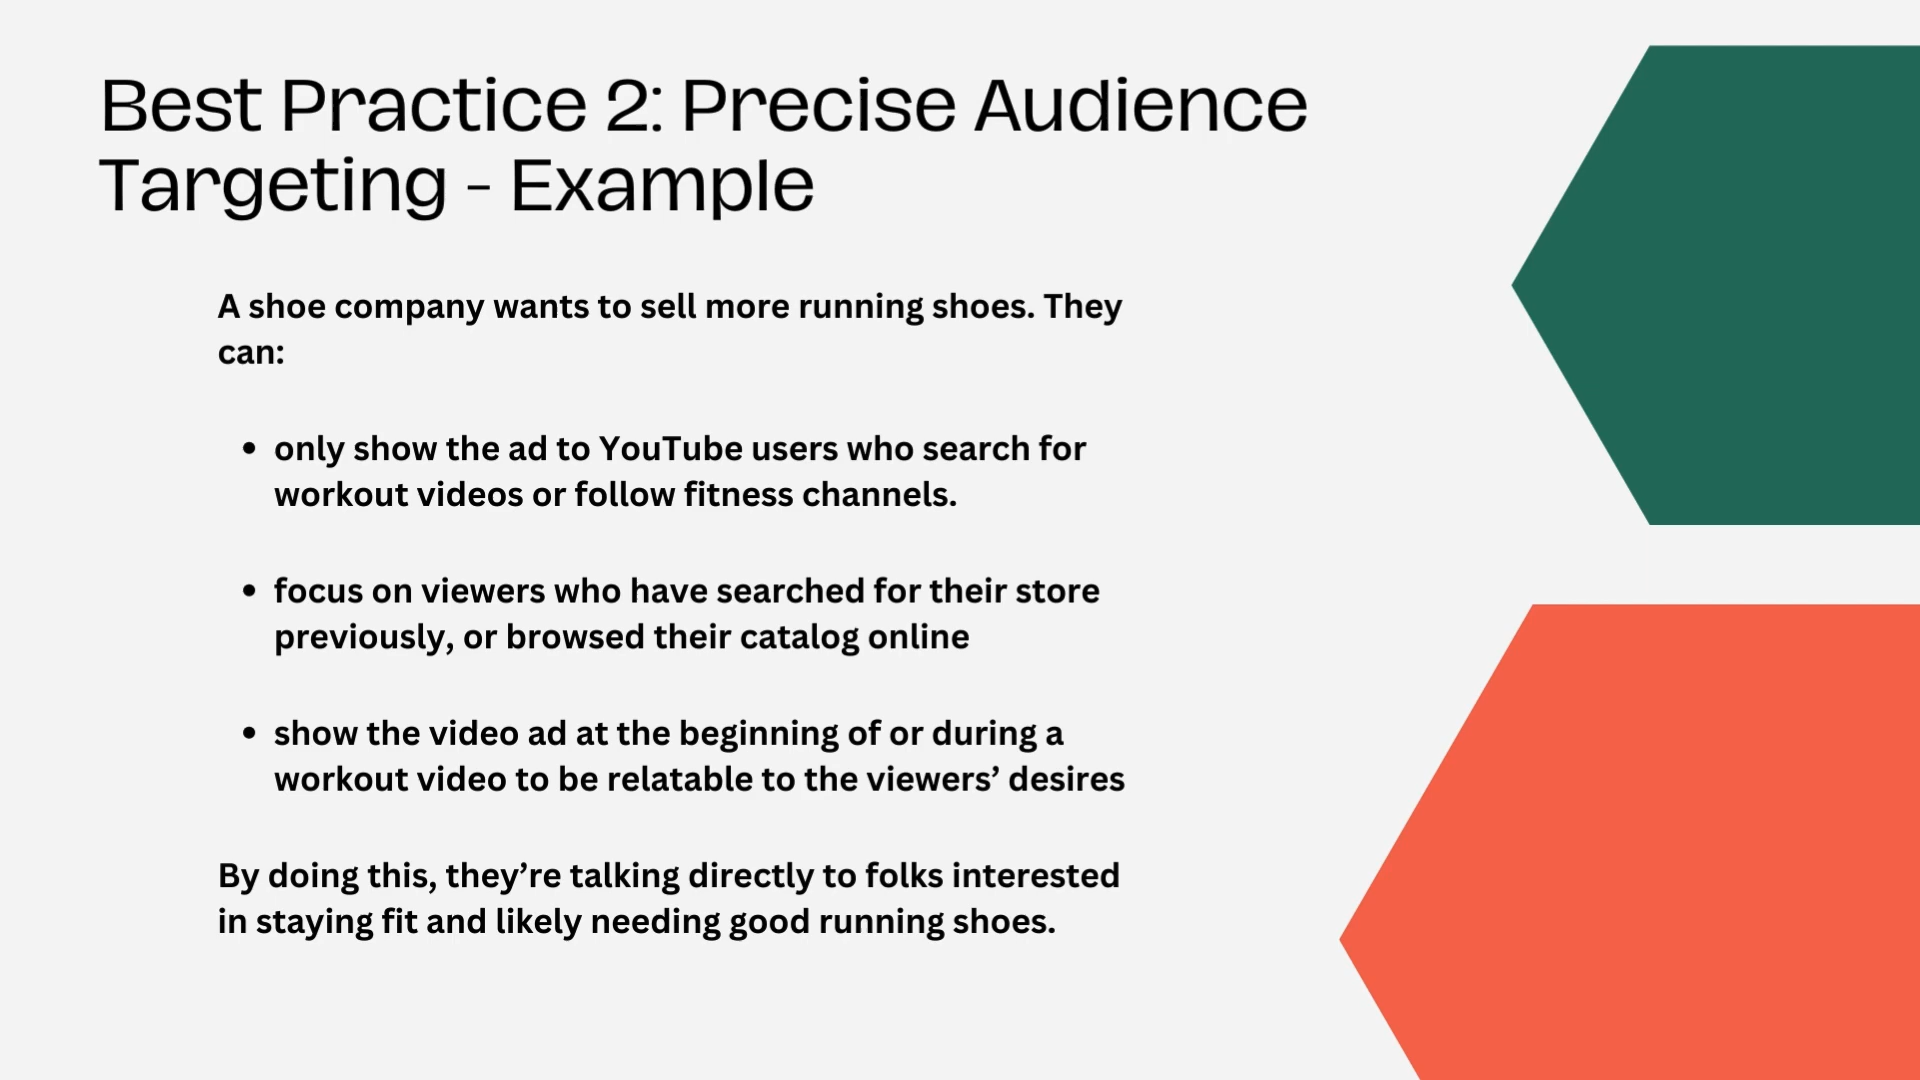 Best Practice 2: Precise Audience
Targeting - Example
A shoe company wants to sell more running shoes. They
can:
• only show the ad to YouTube users who search for
workout videos or follow fitness channels.
• focus on viewers who have searched for their store
previously, or browsed their catalog online
• show the video ad at the beginning of or during a
workout video to be relatable to the viewers’ desires
By doing this, they’re talking directly to folks interested
in staying fit and likely needing good running shoes.